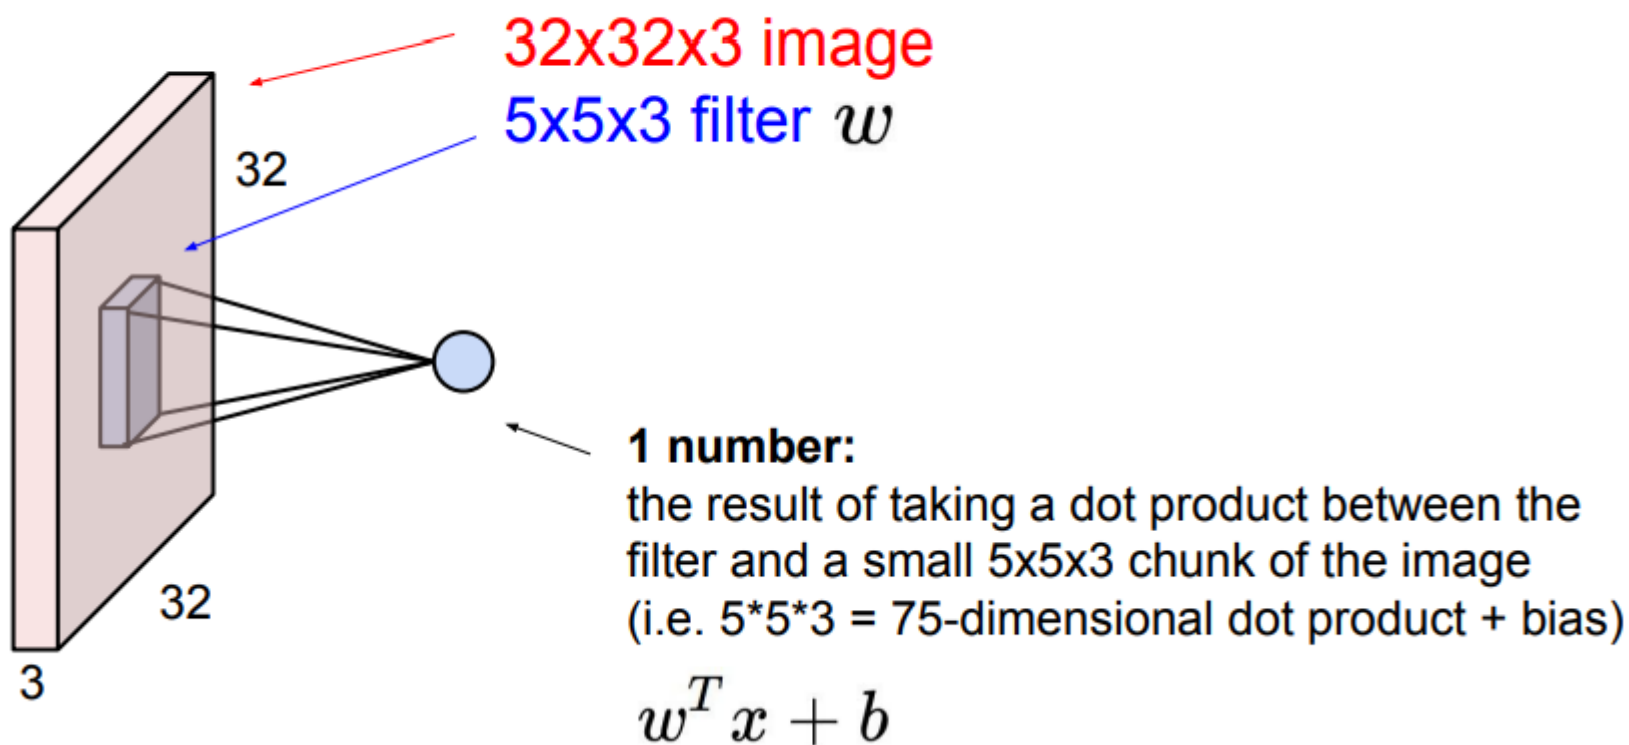 32x32x3 image
5x5x3 filter w
32
32
3
1 number:
the result of taking a dot product between the
filter and a small 5x5x3 chunk of the image
(i.e. 5*5*3 = 75-dimensional dot product + bias)
w^T x + b